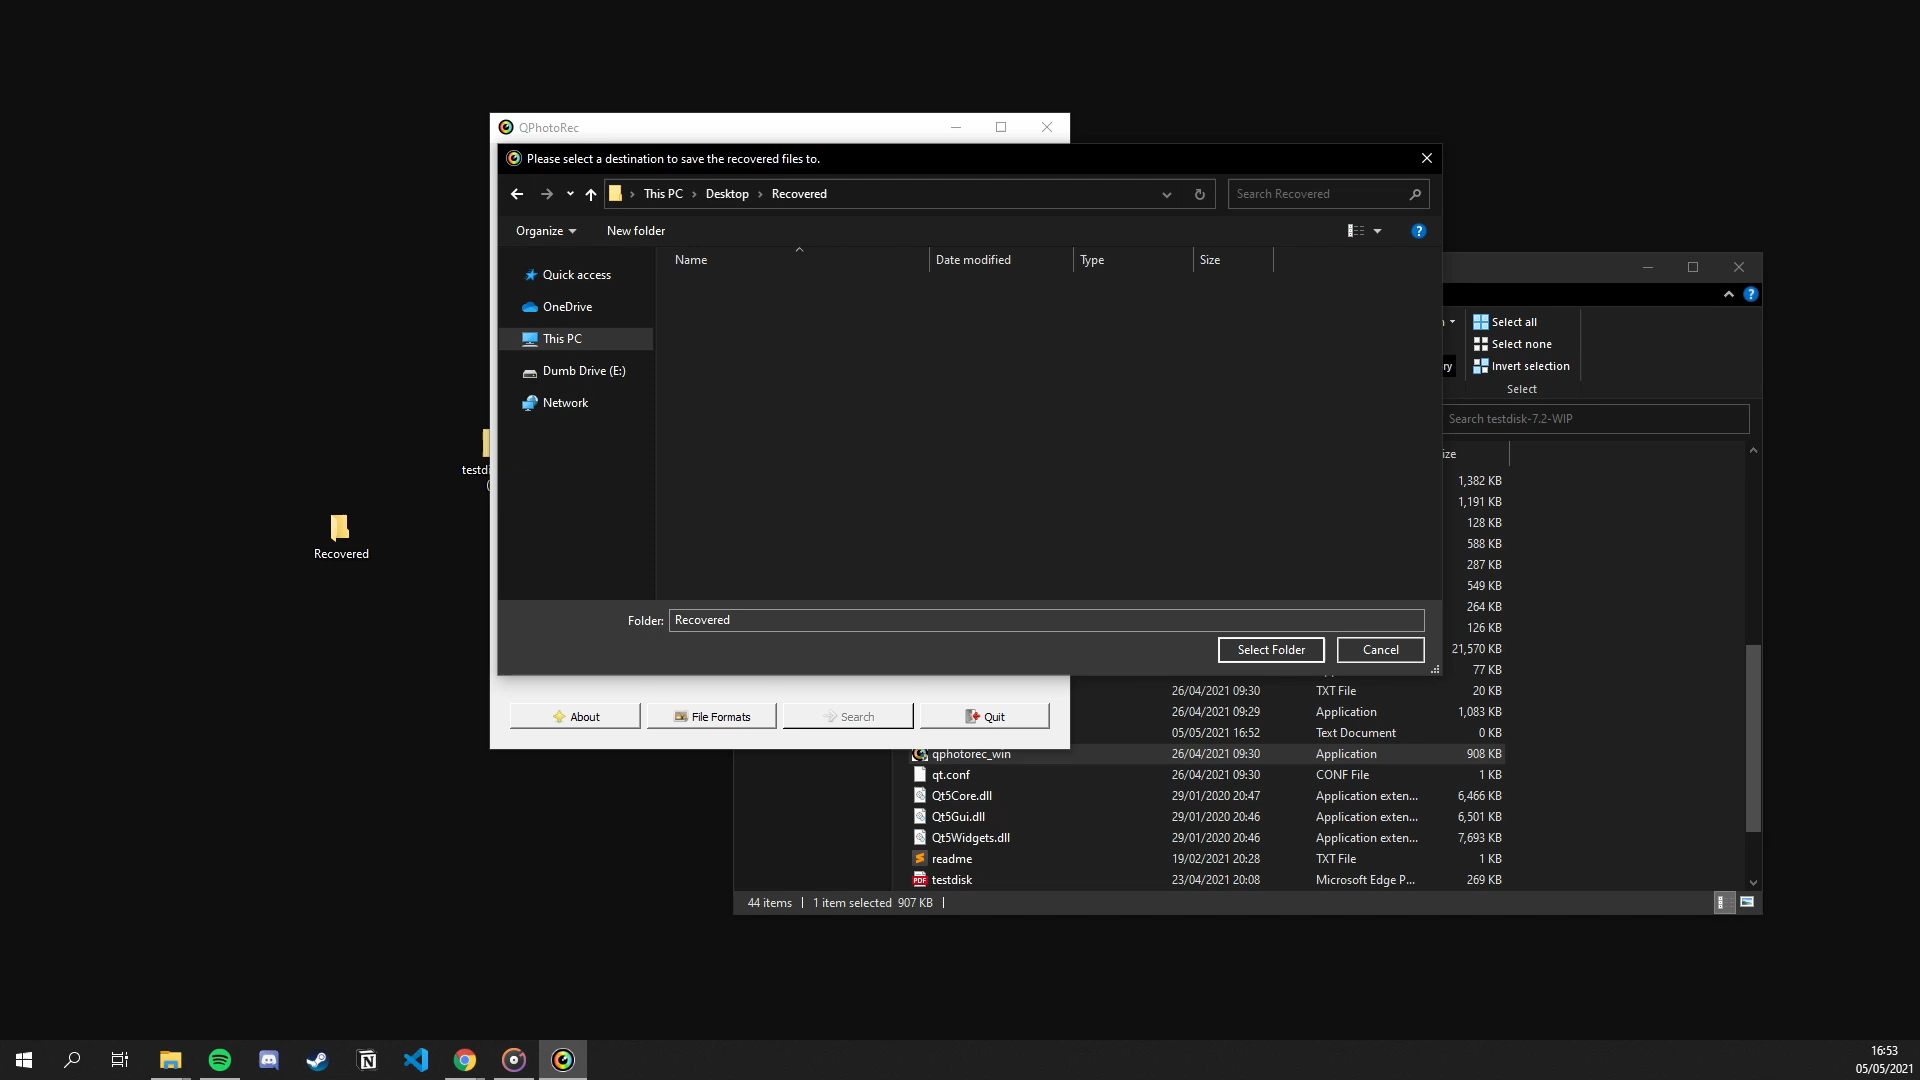 QPhotoRec
Please select a destination to save the recovered files to.
This PC > Desktop > Recovered
Search Recovered
Organize
New folder
Name
Date modified
Type
Size
Quick access
OneDrive
This PC
Dumb Drive (E:)
Network
Folder:
Recovered
Select Folder
Cancel
About
File Formats
Search
Quit
Recovered
Select all
Select none
Invert selection
Select
Search testdisk-7.2-WIP
1,382 KB
1,191 KB
128 KB
588 KB
287 KB
549 KB
264 KB
126 KB
21,570 KB
77 KB
26/04/2021 09:30 TXT File 20 KB
26/04/2021 09:29 Application 1,083 KB
05/05/2021 16:52 Text Document 0 KB
qphotorec_win 26/04/2021 09:30 Application 908 KB
qt.conf 26/04/2021 09:30 CONF File 1 KB
Qt5Core.dll 29/01/2020 20:47 Application exten... 6,466 KB
Qt5Gui.dll 29/01/2020 20:46 Application exten... 6,501 KB
Qt5Widgets.dll 29/01/2020 20:46 Application exten... 7,693 KB
readme 19/02/2021 20:28 TXT File 1 KB
testdisk 23/04/2021 20:08 Microsoft Edge P... 269 KB
44 items | 1 item selected 907 KB |
16:53
05/05/2021